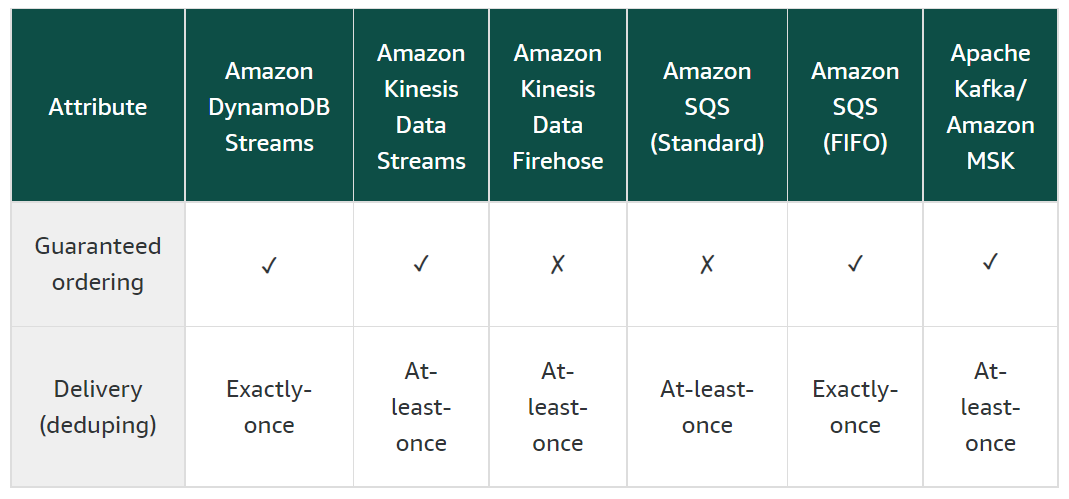 Attribute
Amazon
DynamoDB
Streams
Amazon
Kinesis
Data
Streams
Amazon
Kinesis
Data
Firehose
Amazon
SQS
(Standard)
Amazon
SQS
(FIFO)
Apache
Kafka/
Amazon
MSK
Guaranteed
ordering
✓
✓
✗
✗
✓
✓
Delivery
(deduping)
Exactly-
once
At-
least-
once
At-
least-
once
At-least-
once
Exactly-
once
At-
least-
once